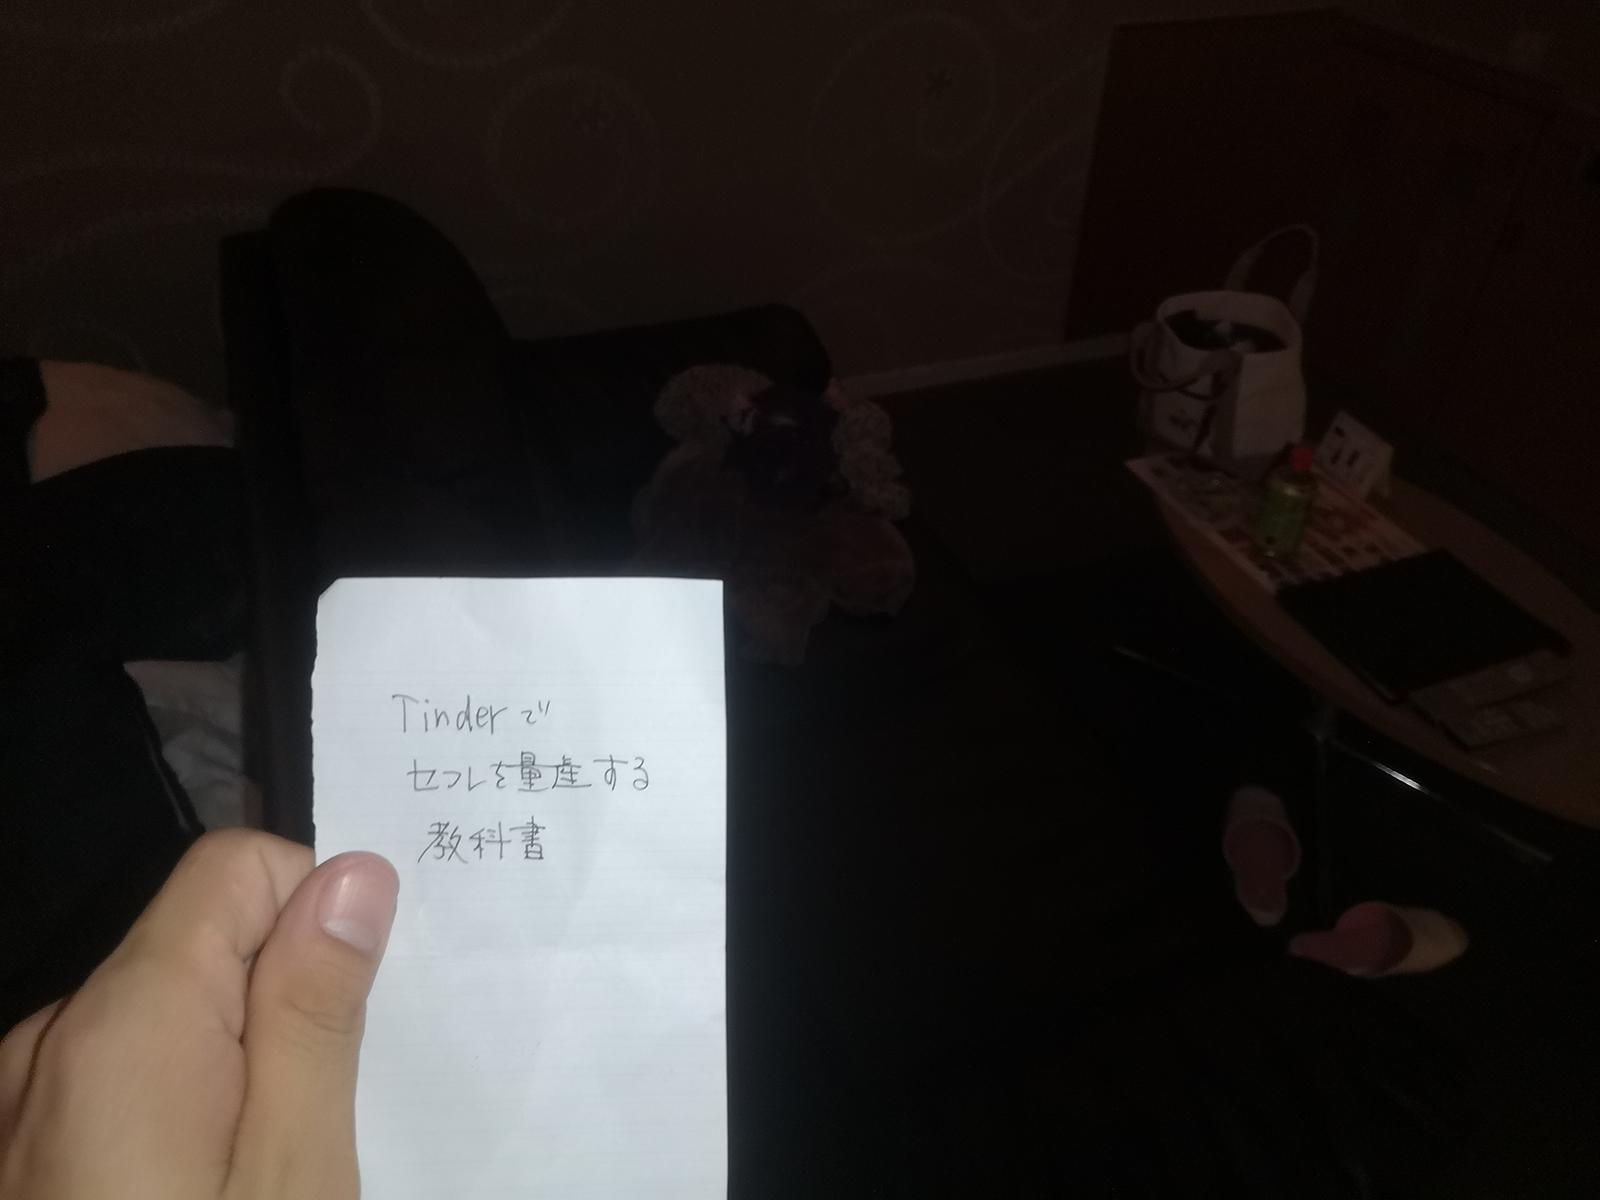 Tinderで
セフレを量産する
教科書